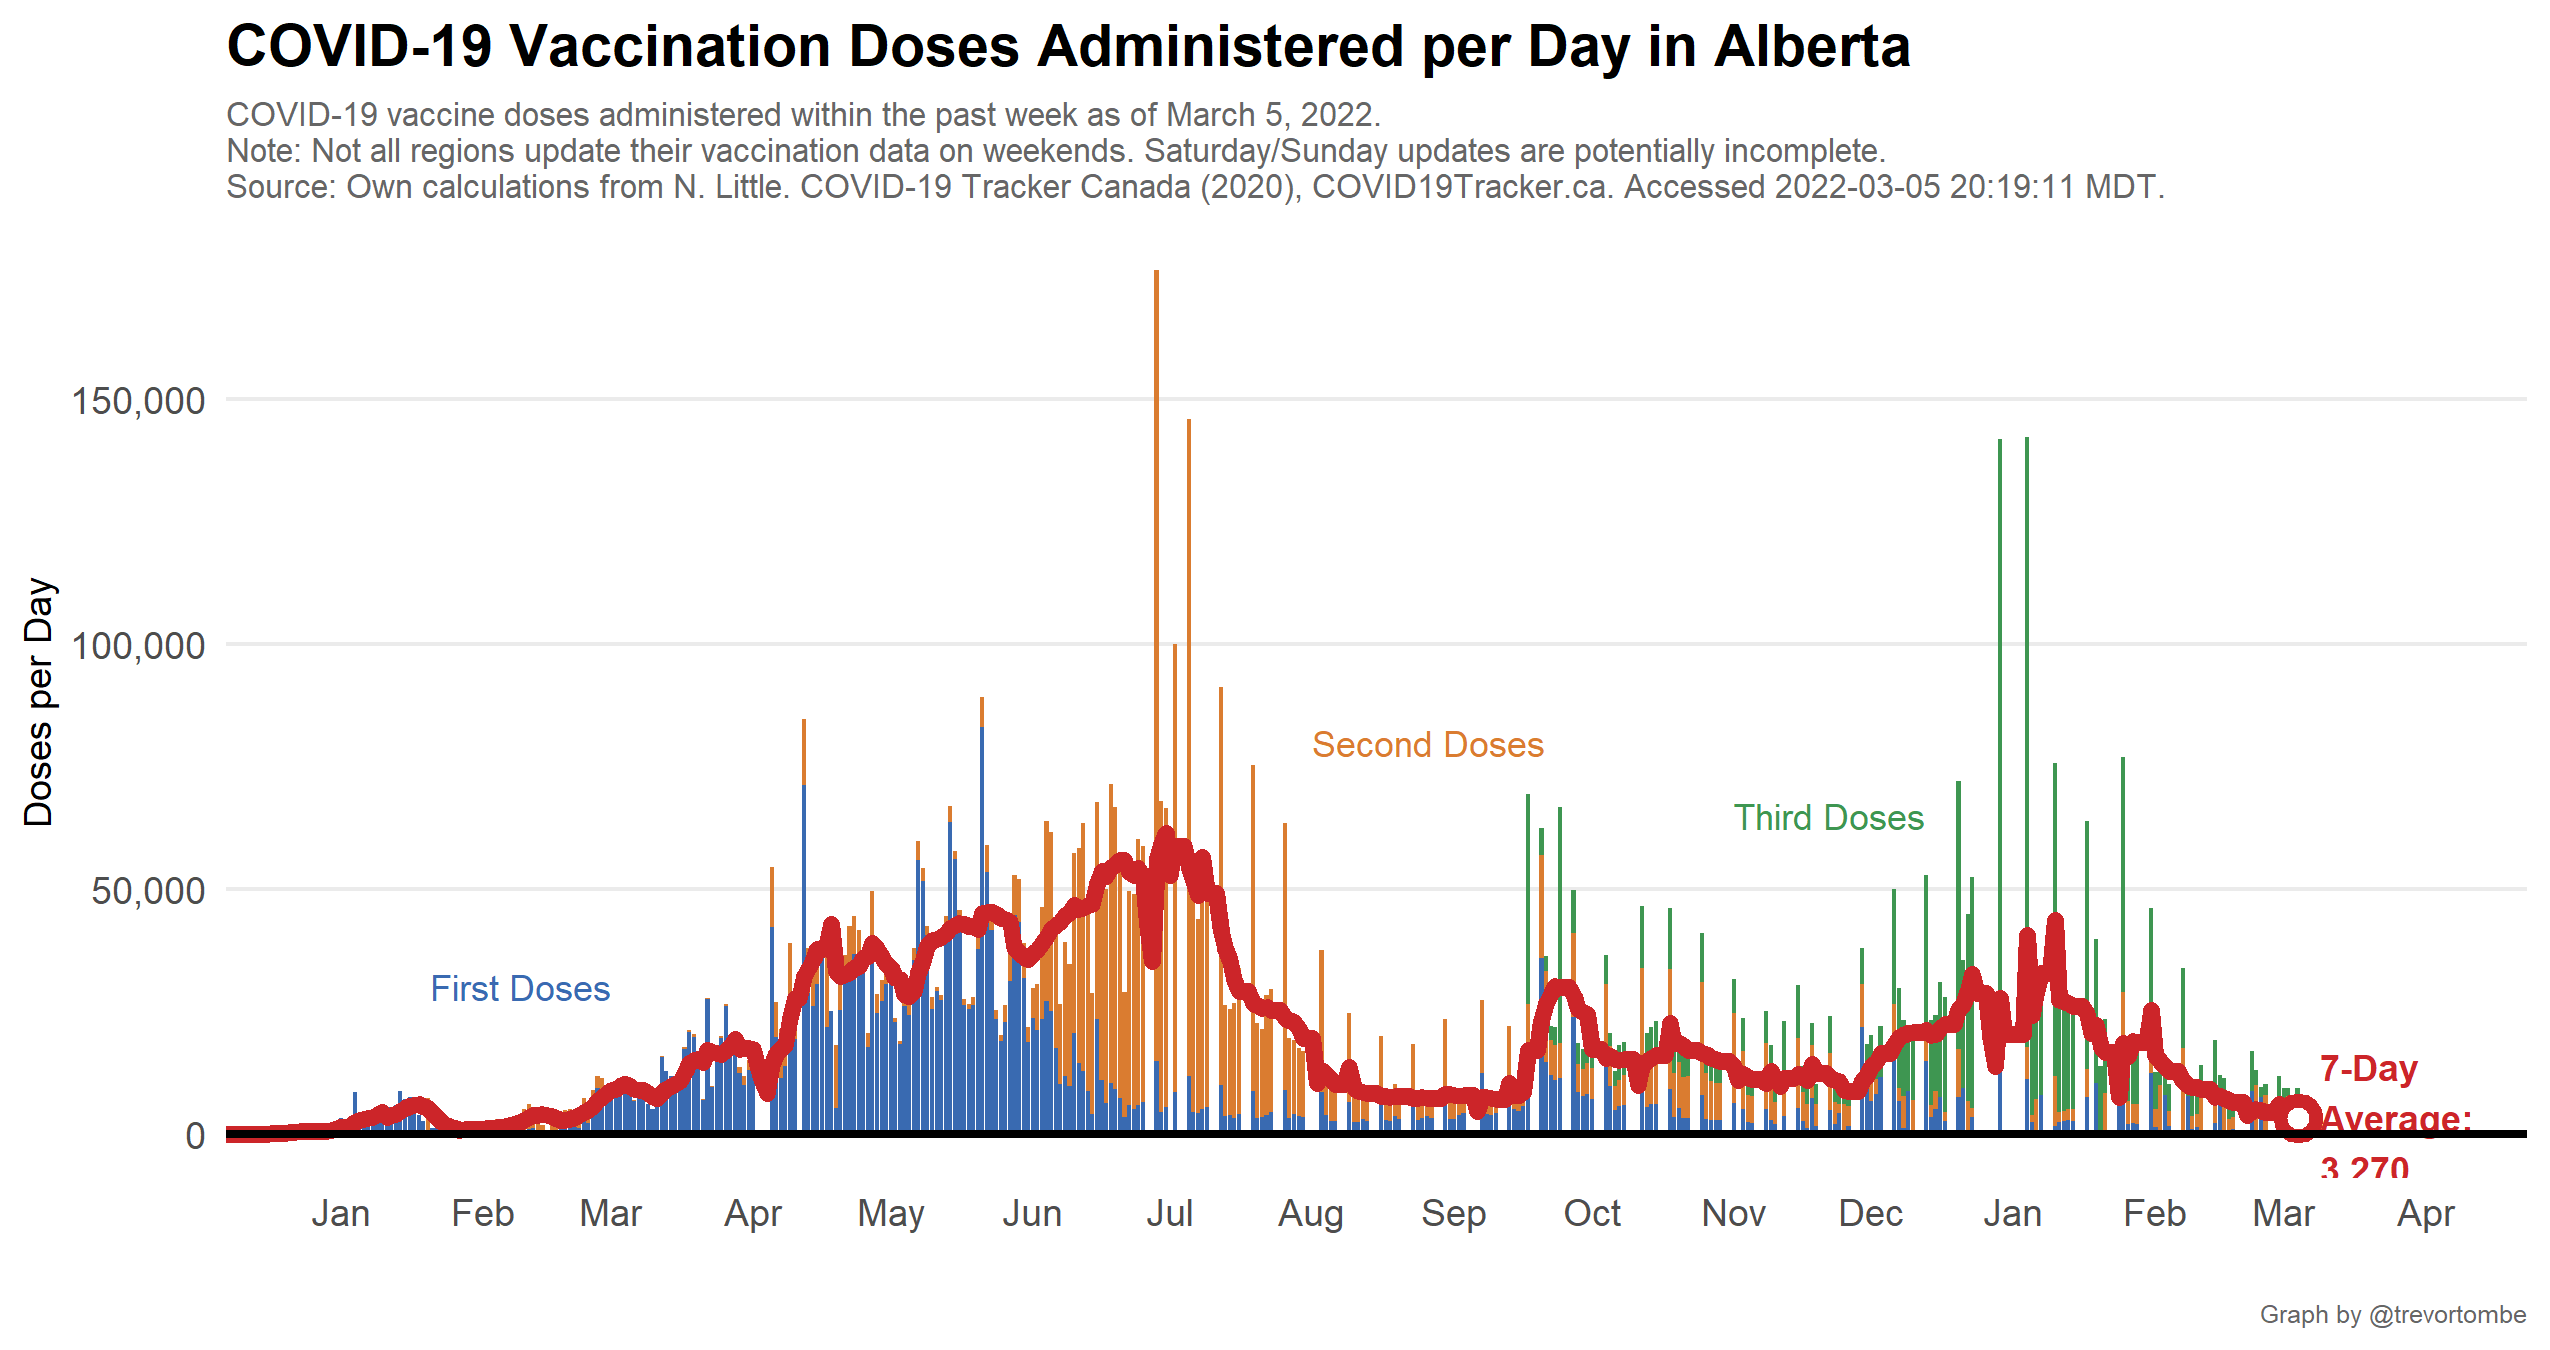 COVID-19 Vaccination Doses Administered per Day in Alberta
COVID-19 vaccine doses administered within the past week as of March 5, 2022.
Note: Not all regions update their vaccination data on weekends. Saturday/Sunday updates are potentially incomplete.
Source: Own calculations from N. Little. COVID-19 Tracker Canada (2020), COVID19Tracker.ca. Accessed 2022-03-05 20:19:11 MDT.
Doses per Day
150,000
100,000
50,000
0
First Doses
Second Doses
Third Doses
7-Day
Average:
3,270
Jan Feb Mar Apr May Jun Jul Aug Sep Oct Nov Dec Jan Feb Mar Apr
Graph by @trevortombe